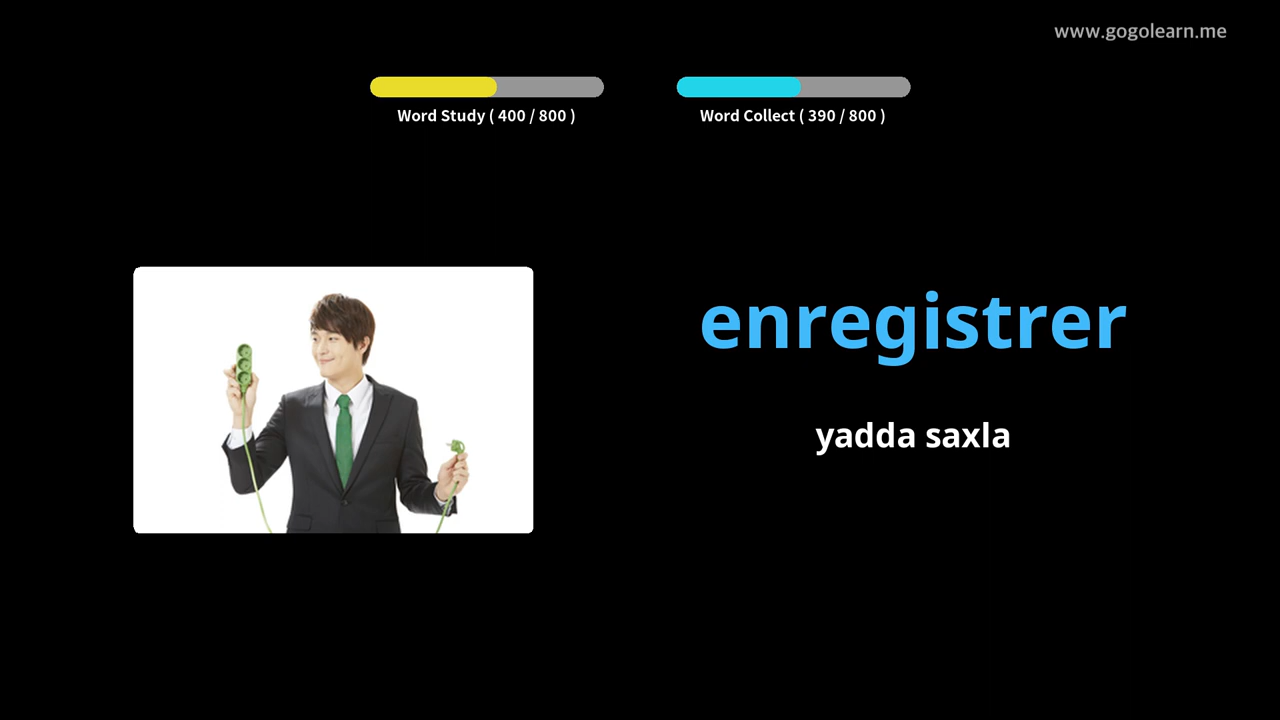 www.gogolearn.me
Word Study ( 400 / 800 )
Word Collect ( 390 / 800 )
enregistrer
yadda saxla